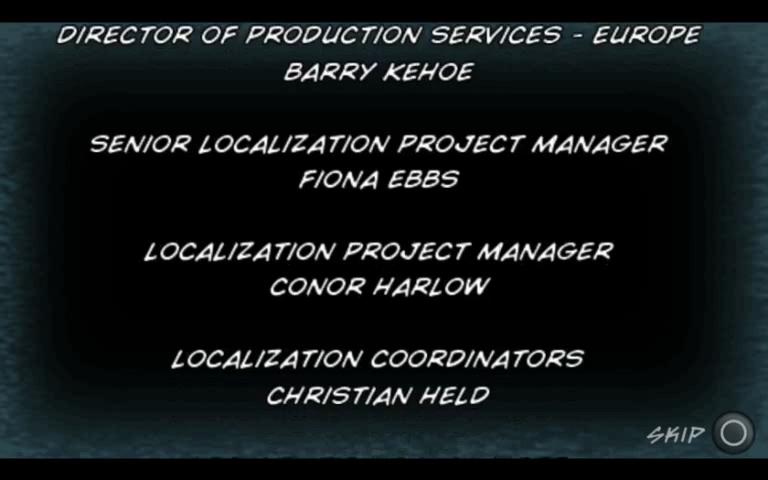 DIRECTOR OF PRODUCTION SERVICES - EUROPE
BARRY KEHOE
SENIOR LOCALIZATION PROJECT MANAGER
FIONA EBBS
LOCALIZATION PROJECT MANAGER
CONOR HARLOW
LOCALIZATION COORDINATORS
CHRISTIAN HELD
SKIP